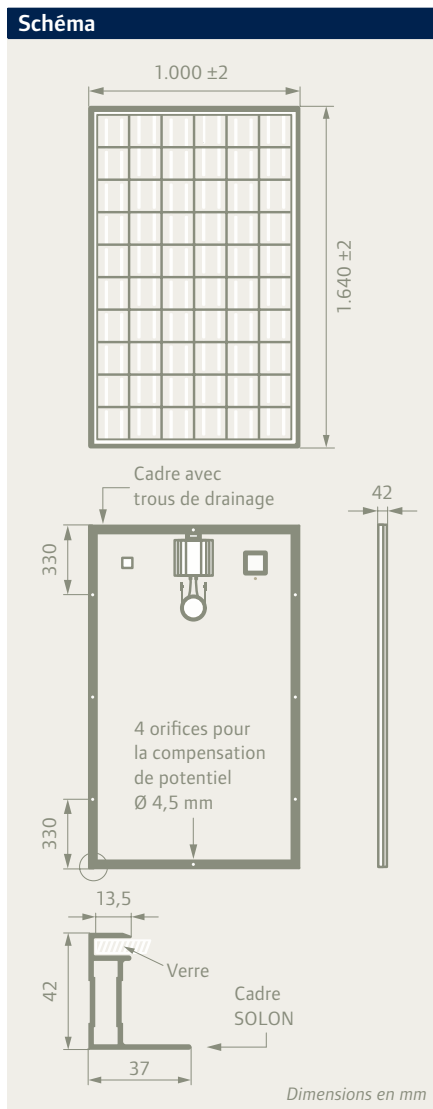 Schéma
1.000 ±2
1.640 ±2
Cadre avec
trous de drainage
42
330
4 orifices pour
la compensation
de potentiel
Ø 4,5 mm
330
13,5
Verre
42
Cadre
SOLON
37
Dimensions en mm